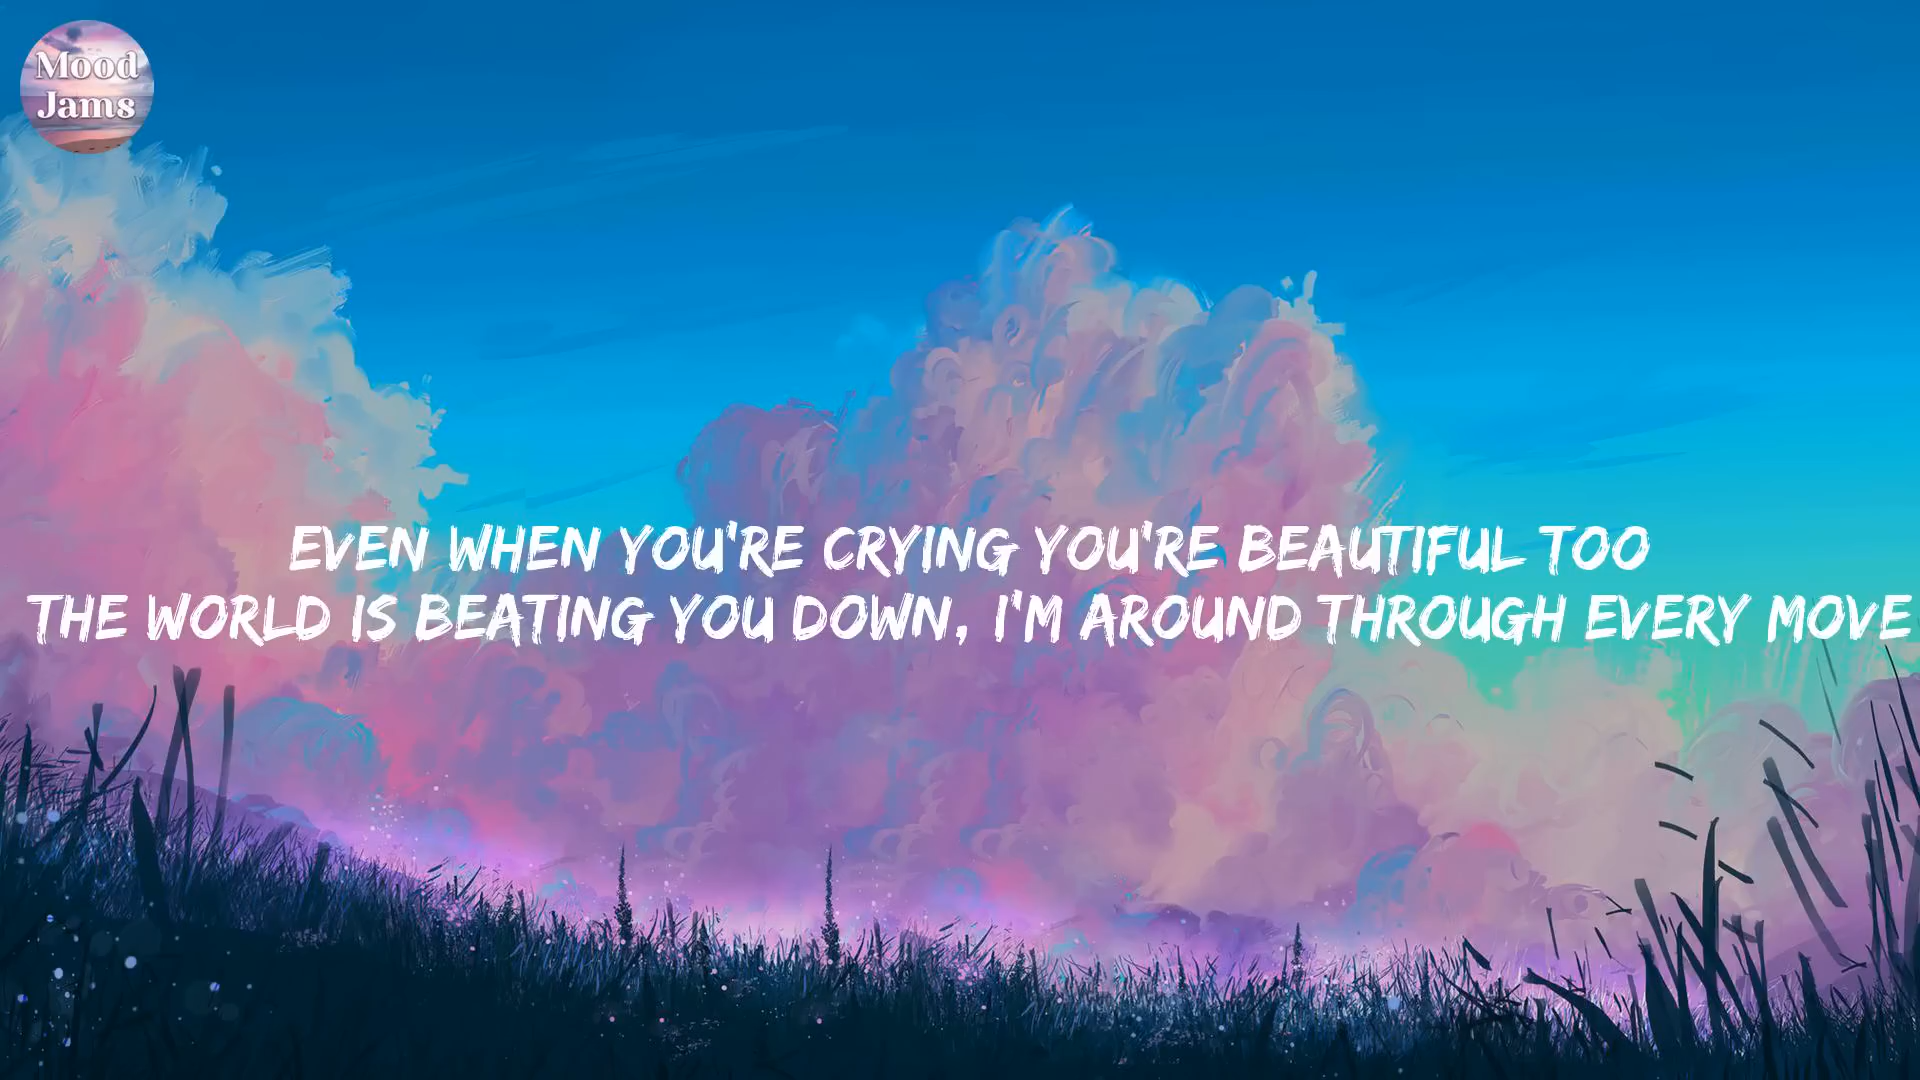 Mood
Jams
EVEN WHEN YOU'RE CRYING YOU'RE BEAUTIFUL TOO
THE WORLD IS BEATING YOU DOWN, I'M AROUND THROUGH EVERY MOVE